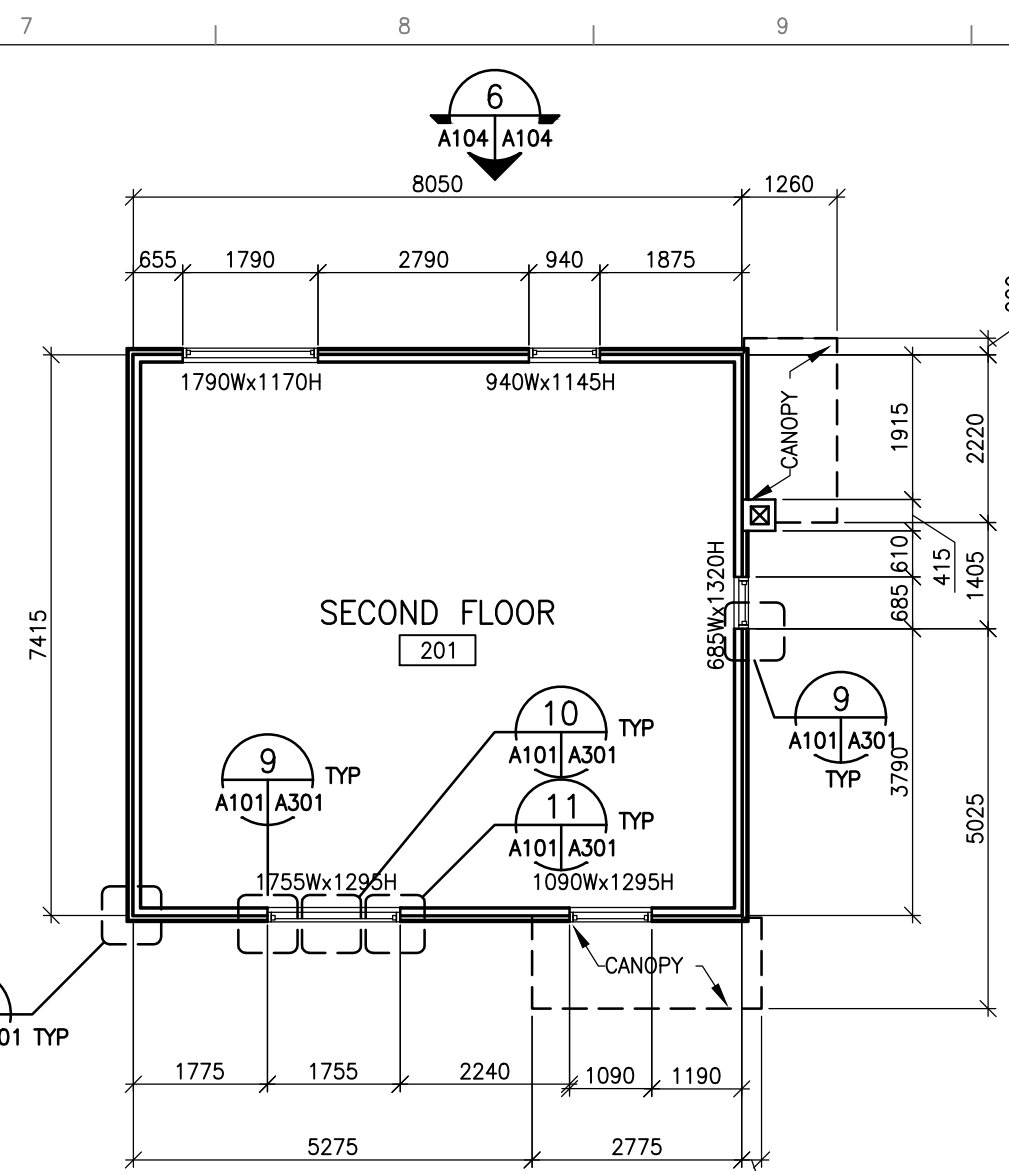 7 8 9
6
A104 A104
8050 1260
655 1790 2790 940 1875
1790Wx1170H 940Wx1145H
CANOPY
1915
2220
610
415
1405
685
685Wx1320H
7415
SECOND FLOOR
201
10 TYP
A101 A301
9
A101 A301
TYP
9 TYP
A101 A301
11 TYP
A101 A301
3790
5025
1755Wx1295H 1090Wx1295H
CANOPY
01 TYP
1775 1755 2240 1090 1190
5275 2775